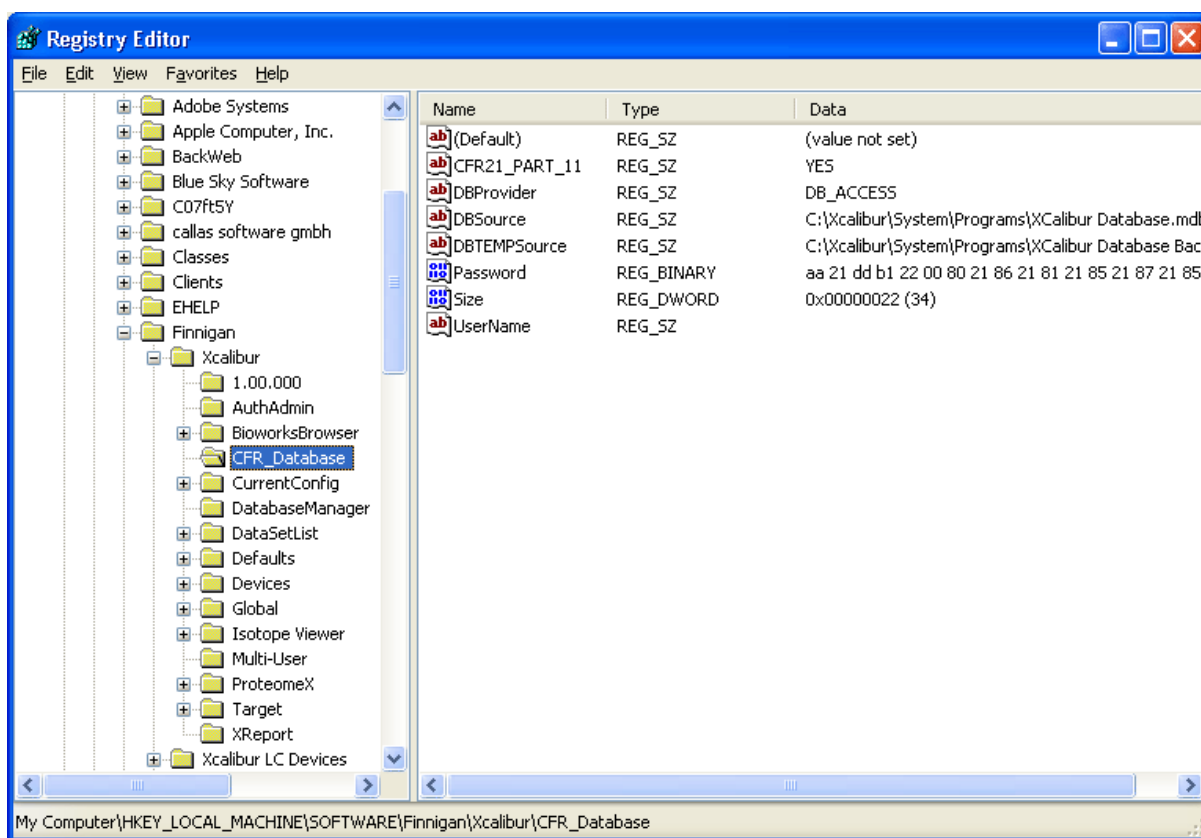 Registry Editor
File Edit View Favorites Help
Adobe Systems
Apple Computer, Inc.
BackWeb
Blue Sky Software
C07ft5Y
callas software gmbh
Classes
Clients
EHELP
Finnigan
Xcalibur
1.00.000
AuthAdmin
BioworksBrowser
CFR_Database
CurrentConfig
DatabaseManager
DataSetList
Defaults
Devices
Global
Isotope Viewer
Multi-User
ProteomeX
Target
XReport
Xcalibur LC Devices
Name Type Data
(Default) REG_SZ (value not set)
CFR21_PART_11 REG_SZ YES
DBProvider REG_SZ DB_ACCESS
DBSource REG_SZ C:\Xcalibur\System\Programs\XCalibur Database.mdb
DBTEMPSource REG_SZ C:\Xcalibur\System\Programs\XCalibur Database Bac
Password REG_BINARY aa 21 dd b1 22 00 80 21 86 21 81 21 85 21 87 21 85
Size REG_DWORD 0x00000022 (34)
UserName REG_SZ
My Computer\HKEY_LOCAL_MACHINE\SOFTWARE\Finnigan\Xcalibur\CFR_Database